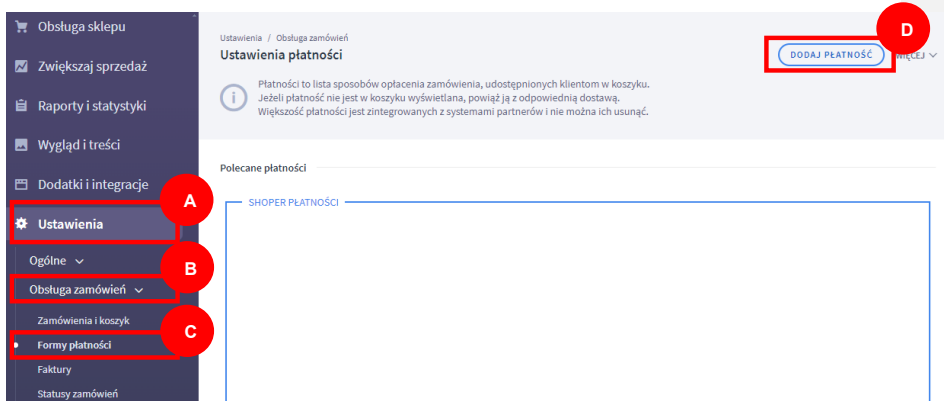 Obsługa sklepu
Zwiększaj sprzedaż
Raporty i statystyki
Wygląd i treści
Dodatki i integracje
A
Ustawienia
Ogólne
B
Obsługa zamówień
Zamówienia i koszyk
C
Formy płatności
Faktury
Statusy zamówień
Ustawienia / Obsługa zamówień
Ustawienia płatności
D
DODAJ PŁATNOŚĆ
WIĘCEJ
Płatności to lista sposobów opłacenia zamówienia, udostępnionych klientom w koszyku.
Jeżeli płatność nie jest w koszyku wyświetlana, powiąż ją z odpowiednią dostawą.
Większość płatności jest zintegrowanych z systemami partnerów i nie można ich usunąć.
Polecane płatności
SHOPER PŁATNOŚCI